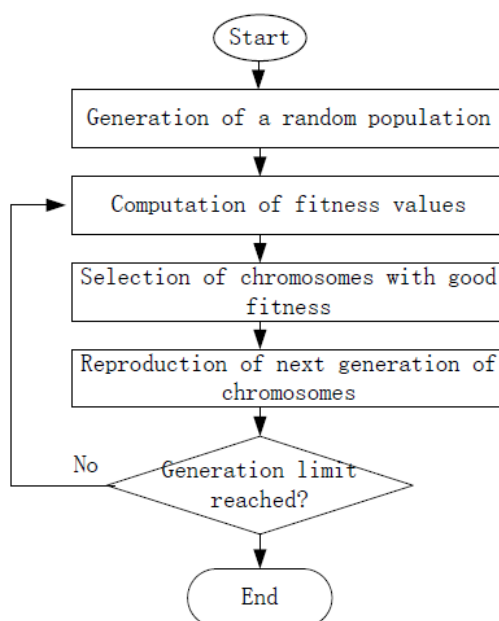 Start
Generation of a random population
Computation of fitness values
Selection of chromosomes with good
fitness
Reproduction of next generation of
chromosomes
No
Generation limit
reached?
End